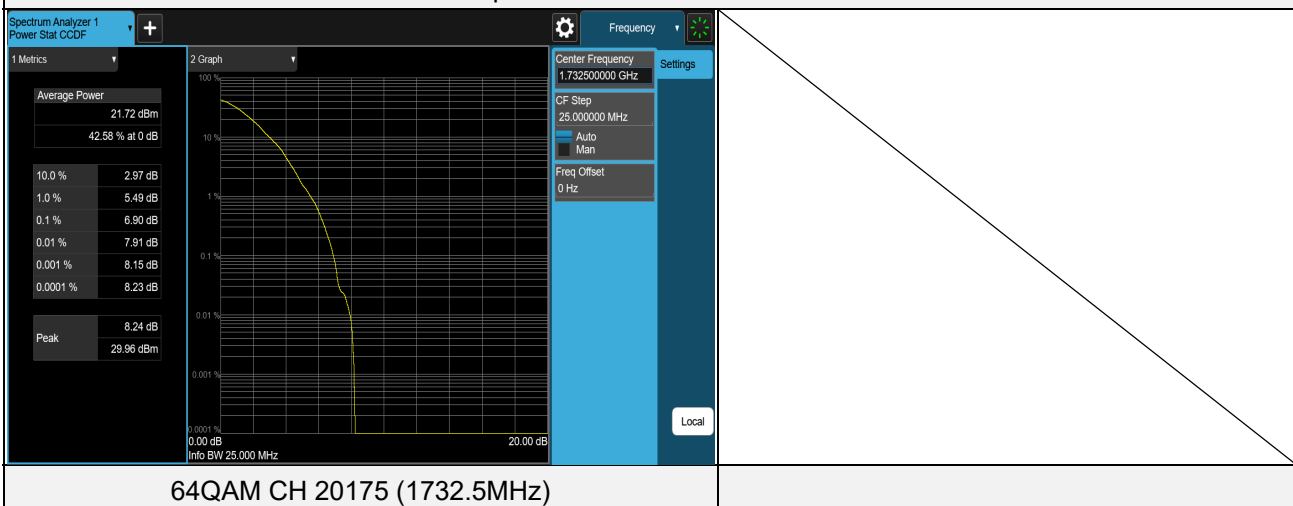 Spectrum Analyzer 1
Power Stat CCDF
+
Frequency
1 Metrics
2 Graph
Average Power
21.72 dBm
42.58 % at 0 dB
10.0 % 2.97 dB
1.0 % 5.49 dB
0.1 % 6.90 dB
0.01 % 7.91 dB
0.001 % 8.15 dB
0.0001 % 8.23 dB
Peak 8.24 dB
29.96 dBm
100 %
10 %
1 %
0.1 %
0.01 %
0.001 %
0.0001 %
0.00 dB 20.00 dB
Info BW 25.000 MHz
Center Frequency
1.732500000 GHz
CF Step
25.000000 MHz
Auto
Man
Freq Offset
0 Hz
Settings
Local
64QAM CH 20175 (1732.5MHz)